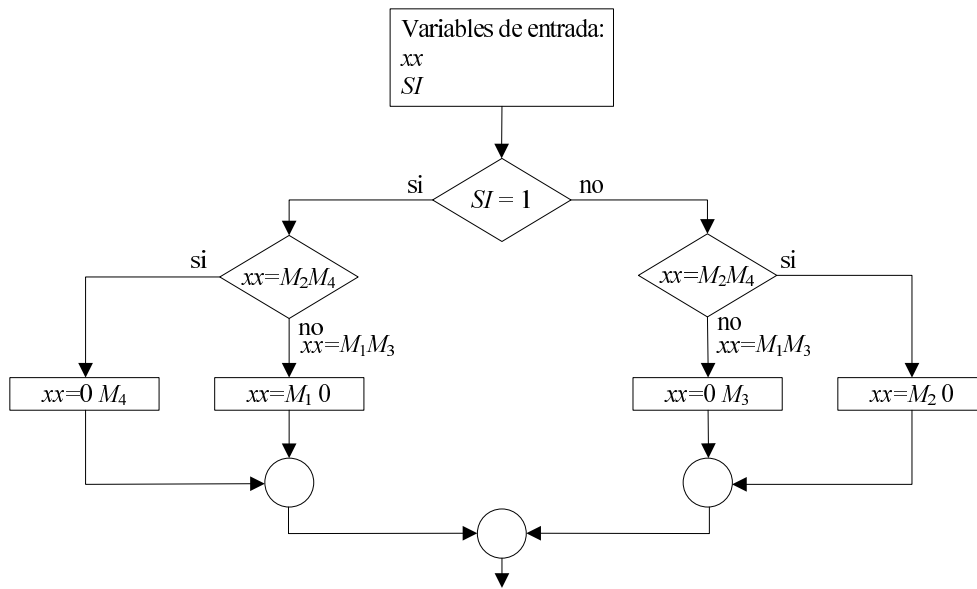 Variables de entrada:
xx
SI
si
SI = 1
no
si
xx=M₂M₄
no
xx=M₁M₃
xx=M₂M₄
si
no
xx=M₁M₃
xx=0 M₄
xx=M₁ 0
xx=0 M₃
xx=M₂ 0